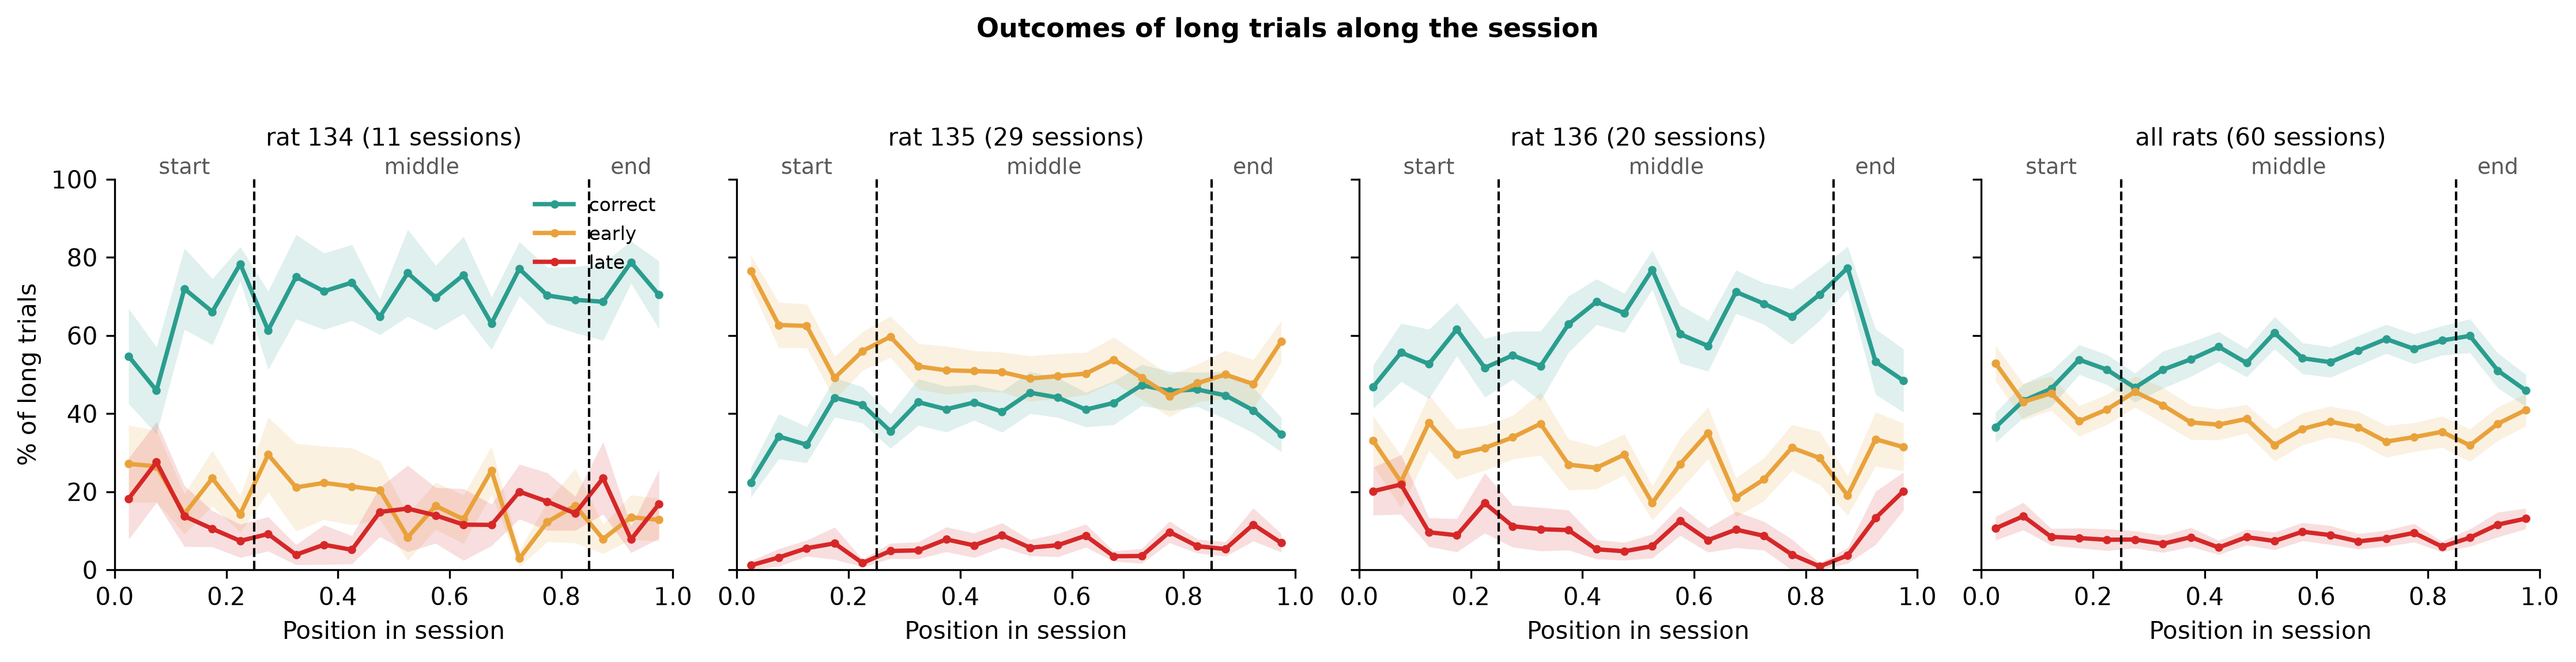 Outcomes of long trials along the session
rat 134 (11 sessions)
start middle end
100
80
60
40
20
0
% of long trials
correct
early
late
0.0 0.2 0.4 0.6 0.8 1.0
Position in session
rat 135 (29 sessions)
start middle end
0.0 0.2 0.4 0.6 0.8 1.0
Position in session
rat 136 (20 sessions)
start middle end
0.0 0.2 0.4 0.6 0.8 1.0
Position in session
all rats (60 sessions)
start middle end
0.0 0.2 0.4 0.6 0.8 1.0
Position in session